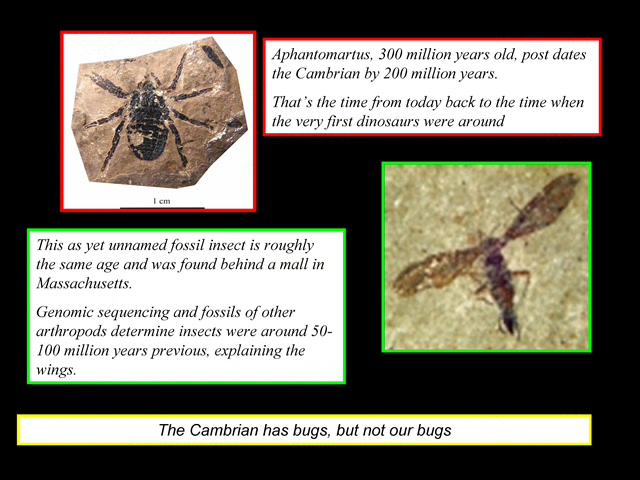 Aphantomartus, 300 million years old, post dates
the Cambrian by 200 million years.
That's the time from today back to the time when
the very first dinosaurs were around
1 cm
This as yet unnamed fossil insect is roughly
the same age and was found behind a mall in
Massachusetts.
Genomic sequencing and fossils of other
arthropods determine insects were around 50-
100 million years previous, explaining the
wings.
The Cambrian has bugs, but not our bugs